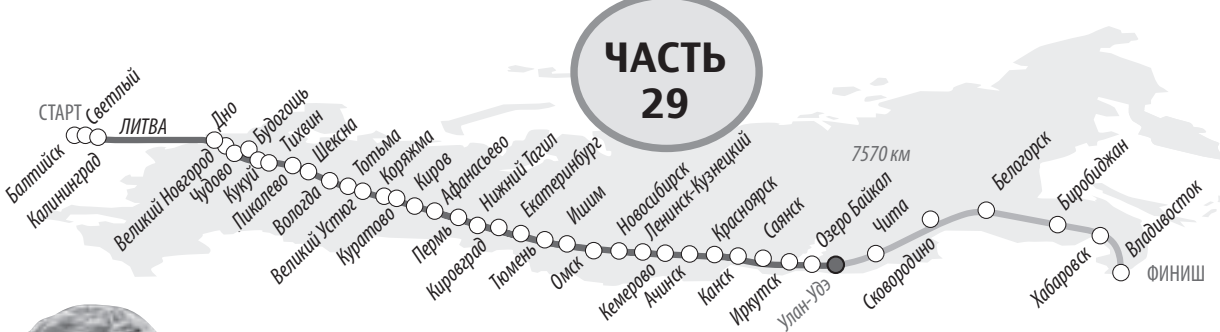 ЧАСТЬ
29
СТАРТ
Балтийск
Светлый
Калининград
ЛИТВА
Дно
Великий Новгород
Чудово
Будогощь
Кукуй
Тихвин
Пикалево
Шексна
Вологда
Тотьма
Великий Устюг
Коряжма
Куратово
Киров
Афанасьево
Пермь
Нижний Тагил
Кировград
Екатеринбург
Тюмень
Ишим
Омск
Новосибирск
Ленинск-Кузнецкий
Кемерово
Ачинск
Красноярск
Канск
Саянск
Иркутск
Озеро Байкал
Улан-Удэ
7570 км
Чита
Сковородино
Белогорск
Биробиджан
Хабаровск
Владивосток
ФИНИШ